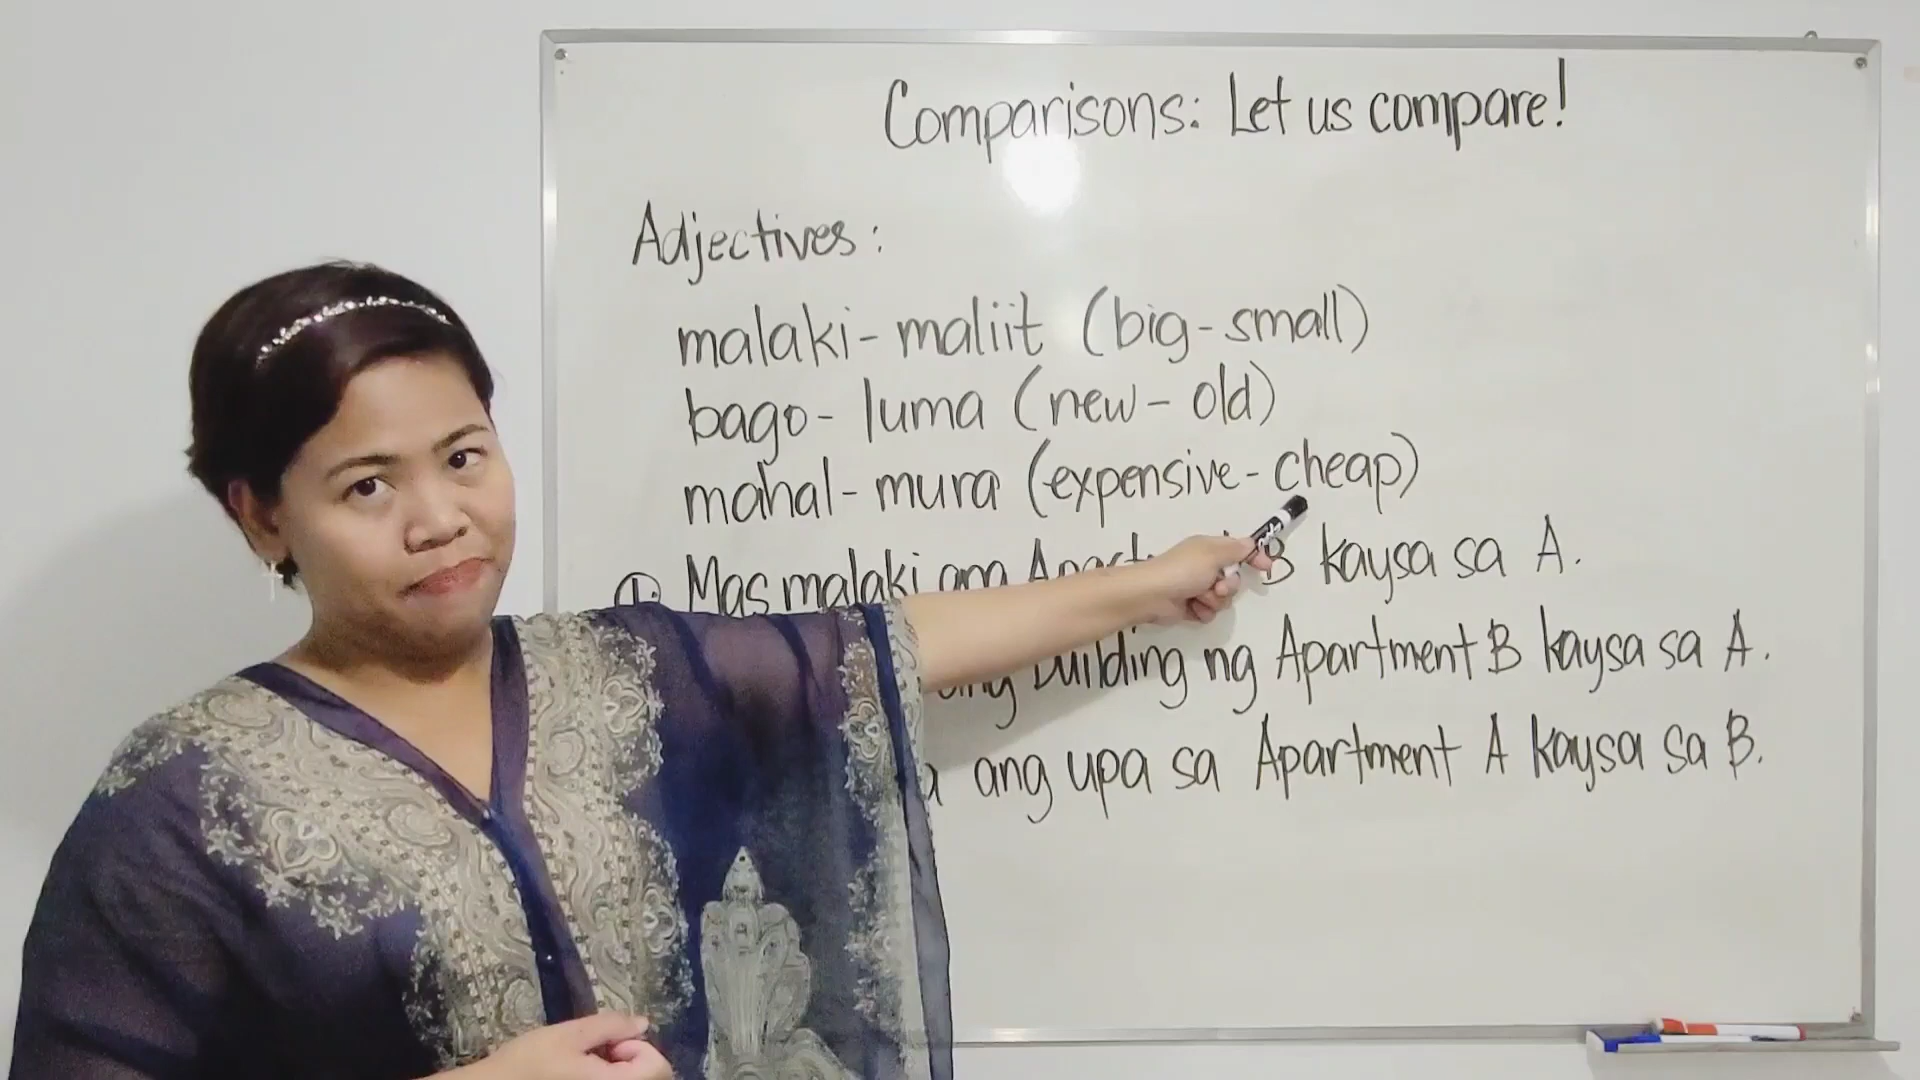 Comparisons: Let us compare!
Adjectives:
malaki - maliit (big - small)
bago - luma (new - old)
mahal - mura (expensive - cheap)
1. Mas malaki ang B kaysa sa A.
ang building ng Apartment B kaysa sa A.
ang upa sa Apartment A kaysa sa B.